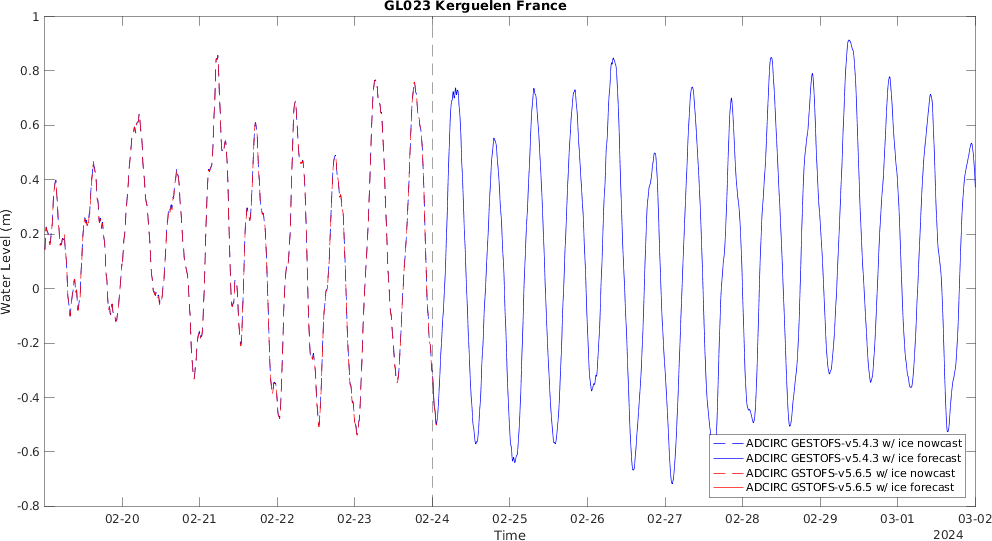 GL023 Kerguelen France
1
0.8
0.6
0.4
0.2
0
-0.2
-0.4
-0.6
-0.8
Water Level (m)
ADCIRC GESTOFS-v5.4.3 w/ ice nowcast
ADCIRC GESTOFS-v5.4.3 w/ ice forecast
ADCIRC GSTOFS-v5.6.5 w/ ice nowcast
ADCIRC GSTOFS-v5.6.5 w/ ice forecast
02-20 02-21 02-22 02-23 02-24 02-25 02-26 02-27 02-28 02-29 03-01 03-02
Time
2024